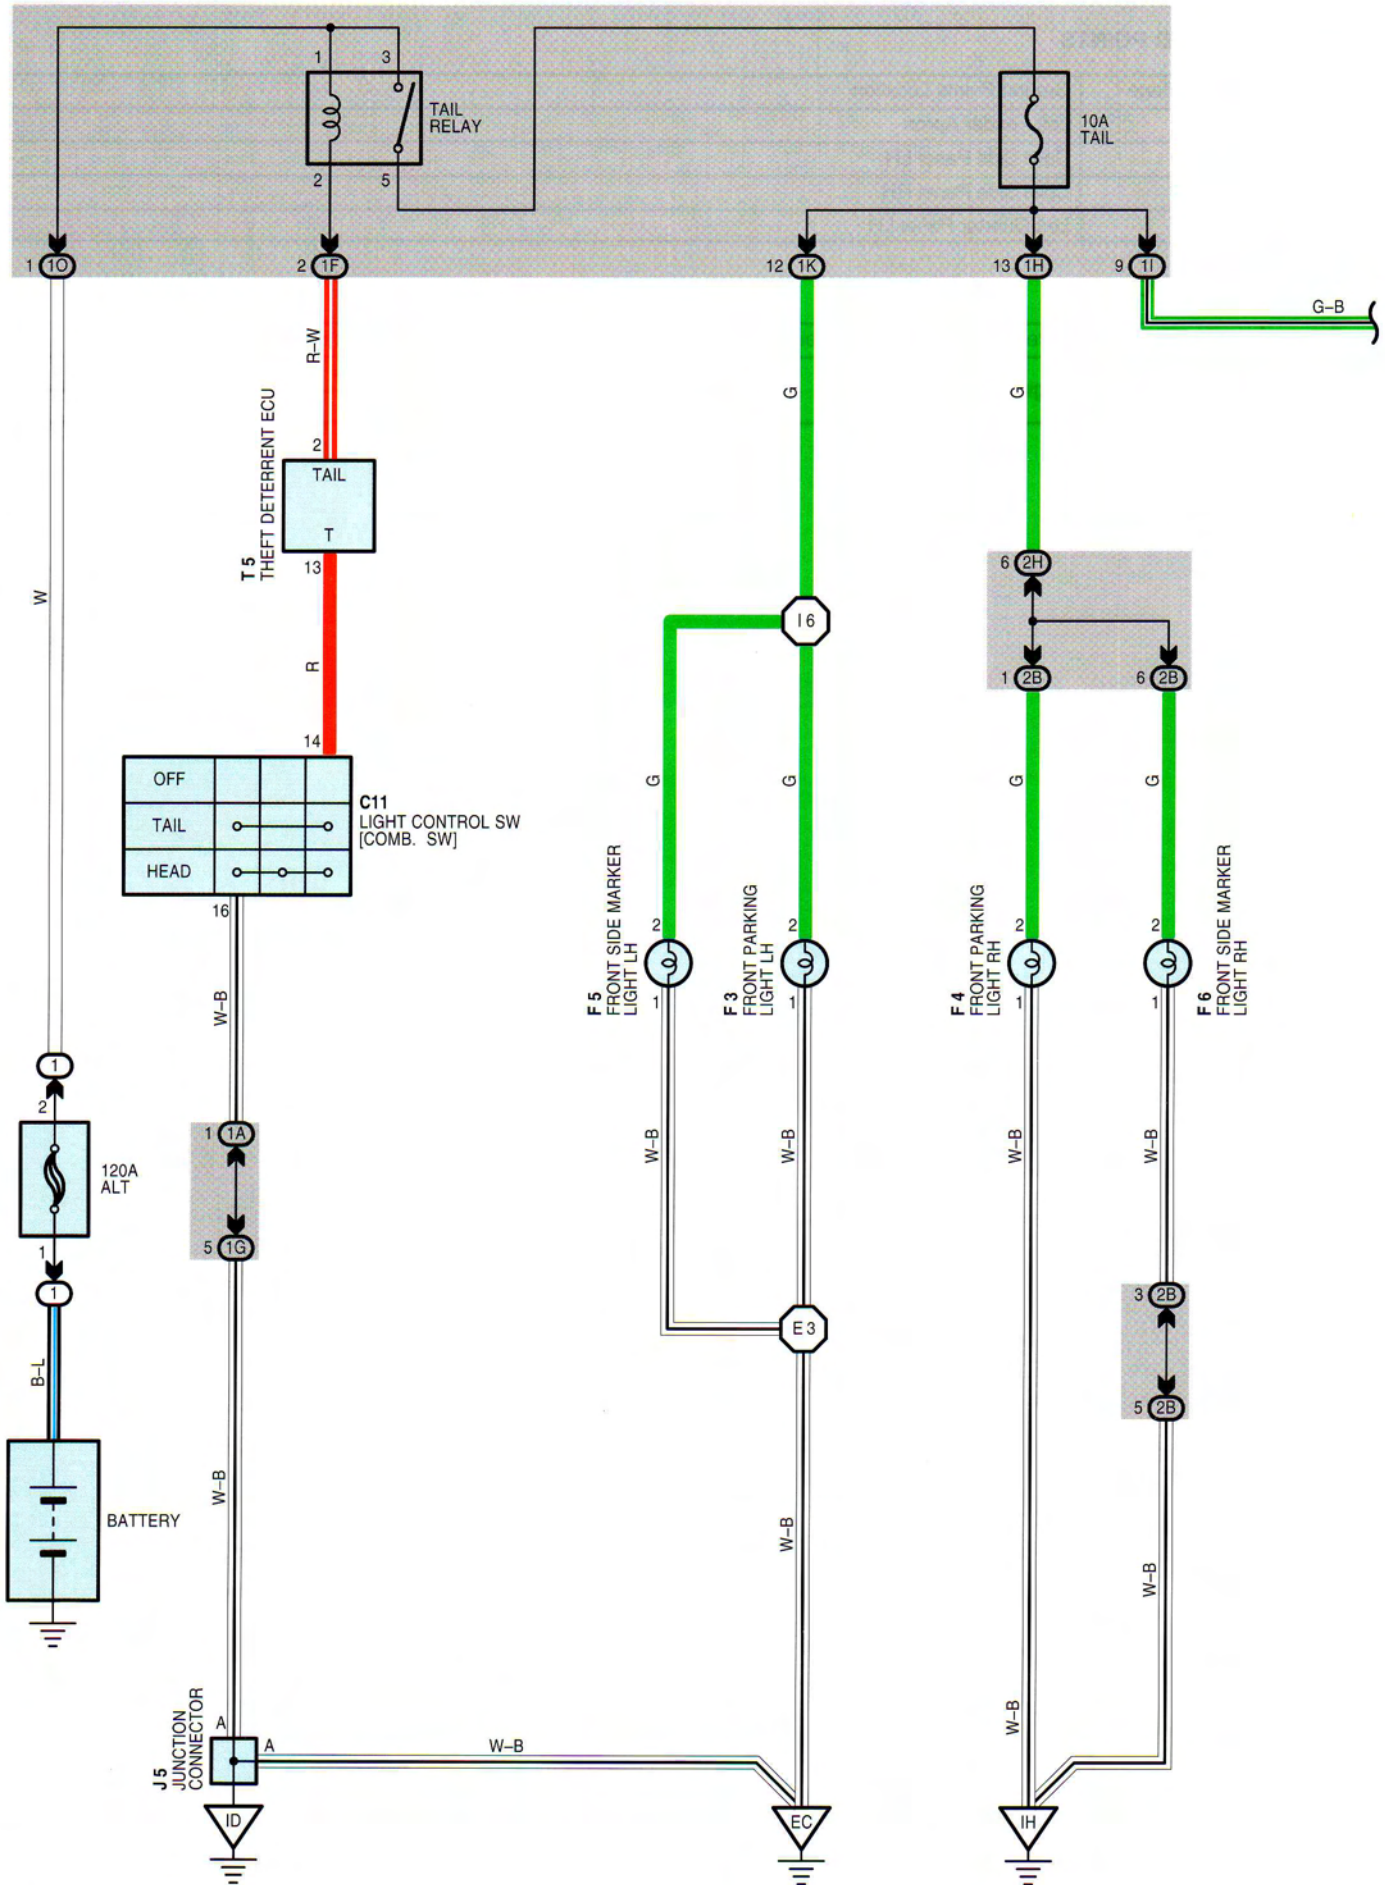 1
3
TAIL
RELAY
2
5
10A
TAIL
1
1O
2
1F
12
1K
13
1H
9
1I
G–B
R–W
G
G
2
TAIL
T
13
T 5
THEFT DETERRENT ECU
W
R
14
I 6
6
2H
1
2B
6
2B
OFF
TAIL
HEAD
C11
LIGHT CONTROL SW
[COMB. SW]
16
G
G
G
G
2
2
2
2
F 5
FRONT SIDE MARKER
LIGHT LH
F 3
FRONT PARKING
LIGHT LH
F 4
FRONT PARKING
LIGHT RH
F 6
FRONT SIDE MARKER
LIGHT RH
1
1
1
1
W–B
1
2
120A
ALT
1
1
1
1A
5
1G
W–B
W–B
W–B
W–B
E 3
3
2B
5
2B
B–L
BATTERY
W–B
W–B
W–B
W–B
J 5
JUNCTION
CONNECTOR
A
A
W–B
ID
EC
IH